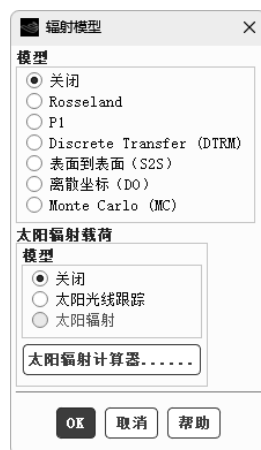 辐射模型
模型
关闭
Rosseland
P1
Discrete Transfer (DTRM)
表面到表面 (S2S)
离散坐标 (DO)
Monte Carlo (MC)
太阳辐射载荷
模型
关闭
太阳光线跟踪
太阳辐射
太阳辐射计算器......
OK 取消 帮助